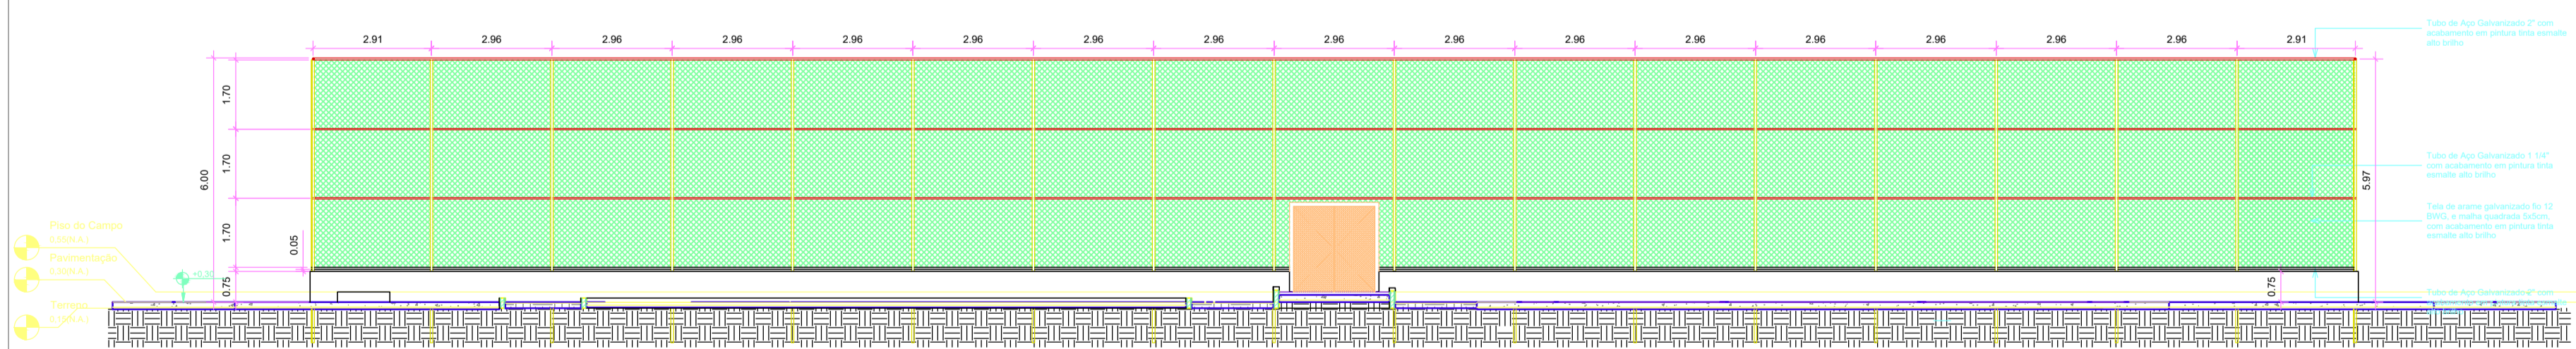 2.91 2.96 2.96 2.96 2.96 2.96 2.96 2.96 2.96 2.96 2.96 2.96 2.96 2.96 2.96 2.96 2.91
Tubo de Aço Galvanizado 2" com
acabamento em pintura tinta esmalte
alto brilho
1.70
1.70
1.70
6.00
0.05
0.75
5.97
0.75
Tubo de Aço Galvanizado 1 1/4"
com acabamento em pintura tinta
esmalte alto brilho
Tela de arame galvanizado fio 12
BWG, e malha quadrada 5x5cm,
com acabamento em pintura tinta
esmalte alto brilho
Tubo de Aço Galvanizado 2" com
Piso do Campo
Pavimentação
Terreno
+0.30